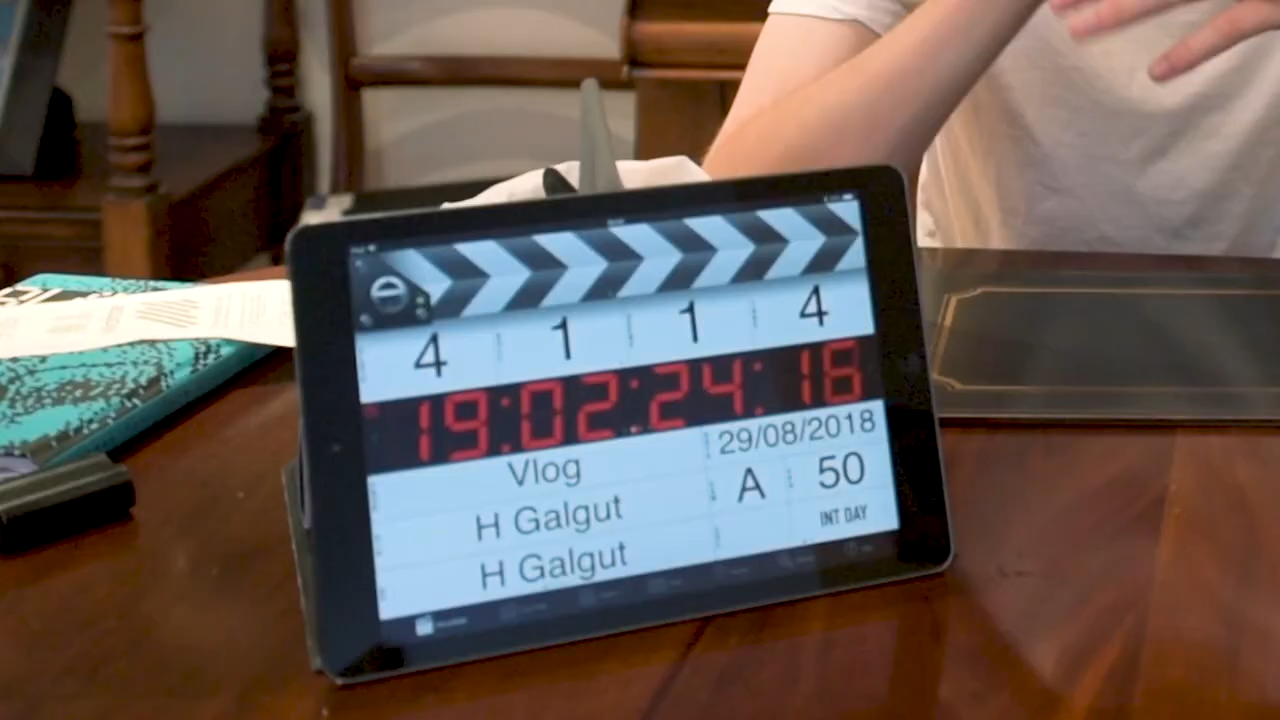 4 1 1 4
19:02:24:18
Vlog
29/08/2018
H Galgut
A 50
H Galgut
INT DAY